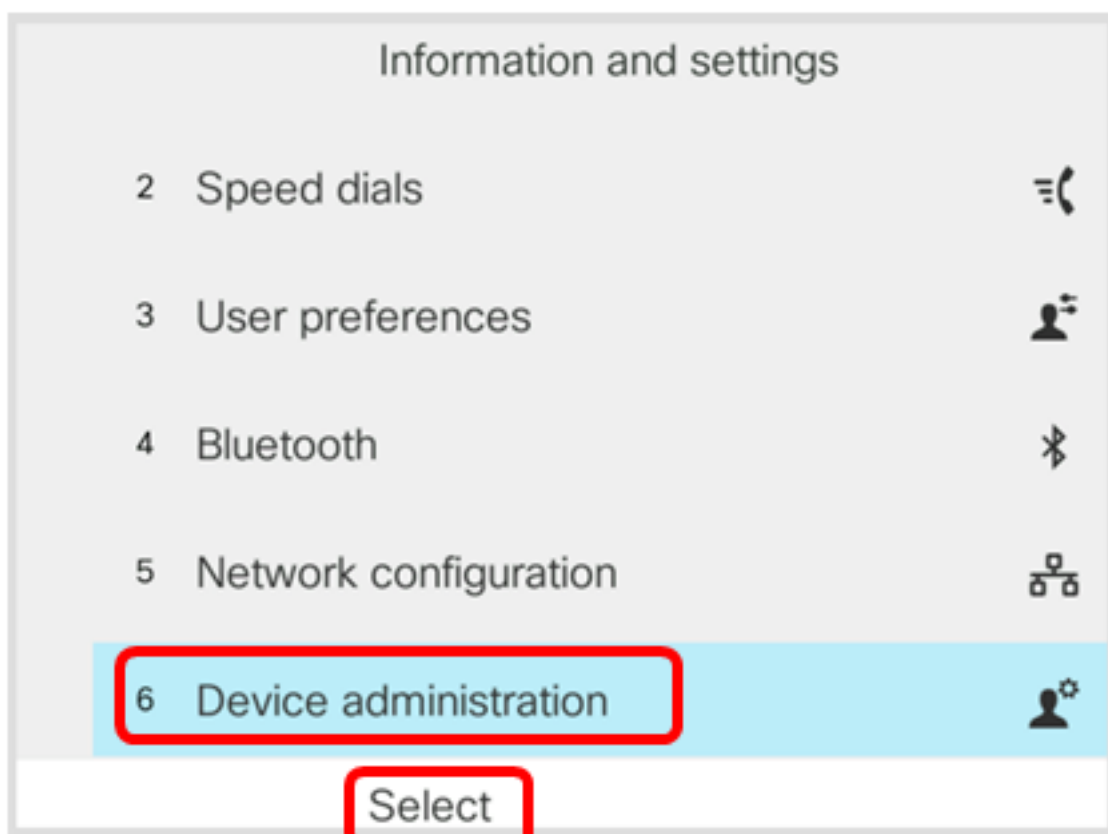 Information and settings
2 Speed dials
3 User preferences
4 Bluetooth
5 Network configuration
6 Device administration
Select